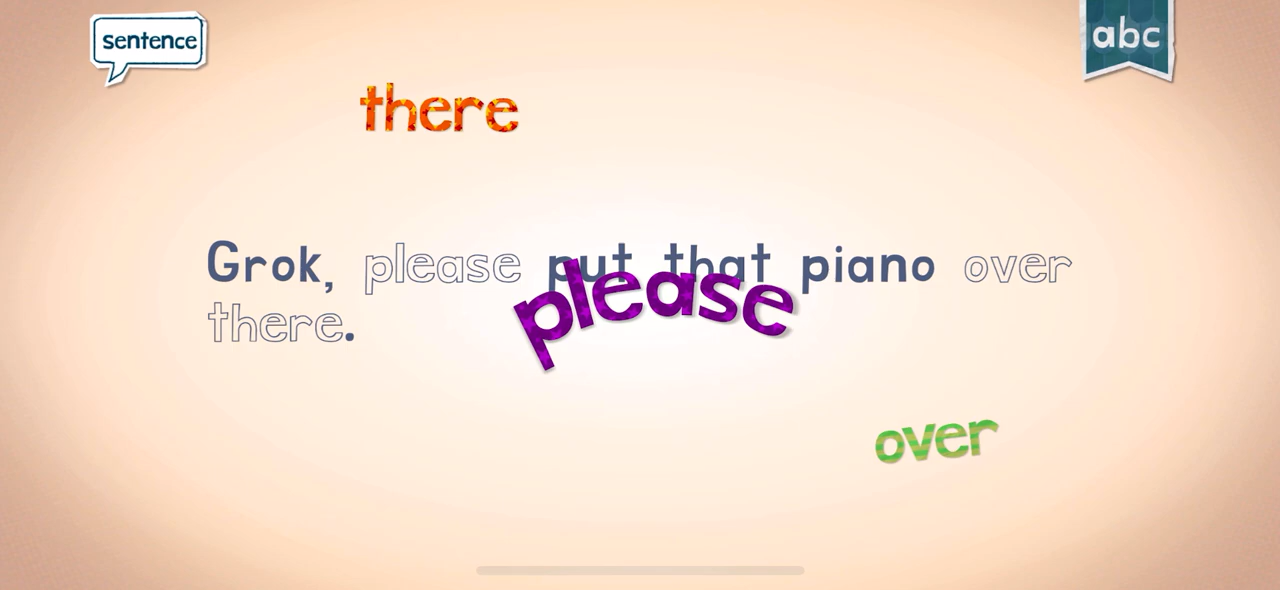 sentence
abc
there
Grok, please put that piano over
there.
please
over